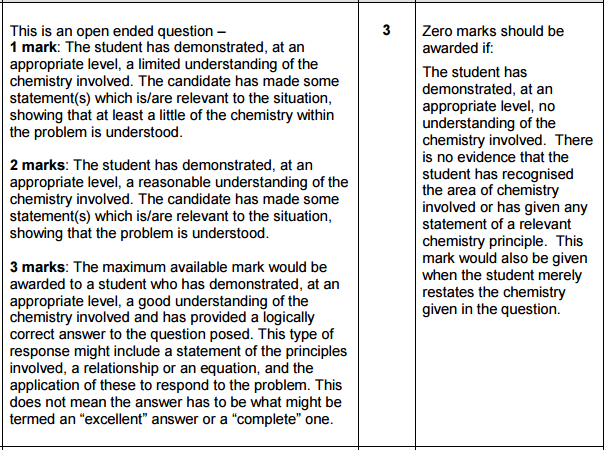 This is an open ended question –
1 mark: The student has demonstrated, at an
appropriate level, a limited understanding of the
chemistry involved. The candidate has made some
statement(s) which is/are relevant to the situation,
showing that at least a little of the chemistry within
the problem is understood.
2 marks: The student has demonstrated, at an
appropriate level, a reasonable understanding of the
chemistry involved. The candidate has made some
statement(s) which is/are relevant to the situation,
showing that the problem is understood.
3 marks: The maximum available mark would be
awarded to a student who has demonstrated, at an
appropriate level, a good understanding of the
chemistry involved and has provided a logically
correct answer to the question posed. This type of
response might include a statement of the principles
involved, a relationship or an equation, and the
application of these to respond to the problem. This
does not mean the answer has to be what might be
termed an “excellent” answer or a “complete” one.
3
Zero marks should be
awarded if:
The student has
demonstrated, at an
appropriate level, no
understanding of the
chemistry involved.  There
is no evidence that the
student has recognised
the area of chemistry
involved or has given any
statement of a relevant
chemistry principle.  This
mark would also be given
when the student merely
restates the chemistry
given in the question.